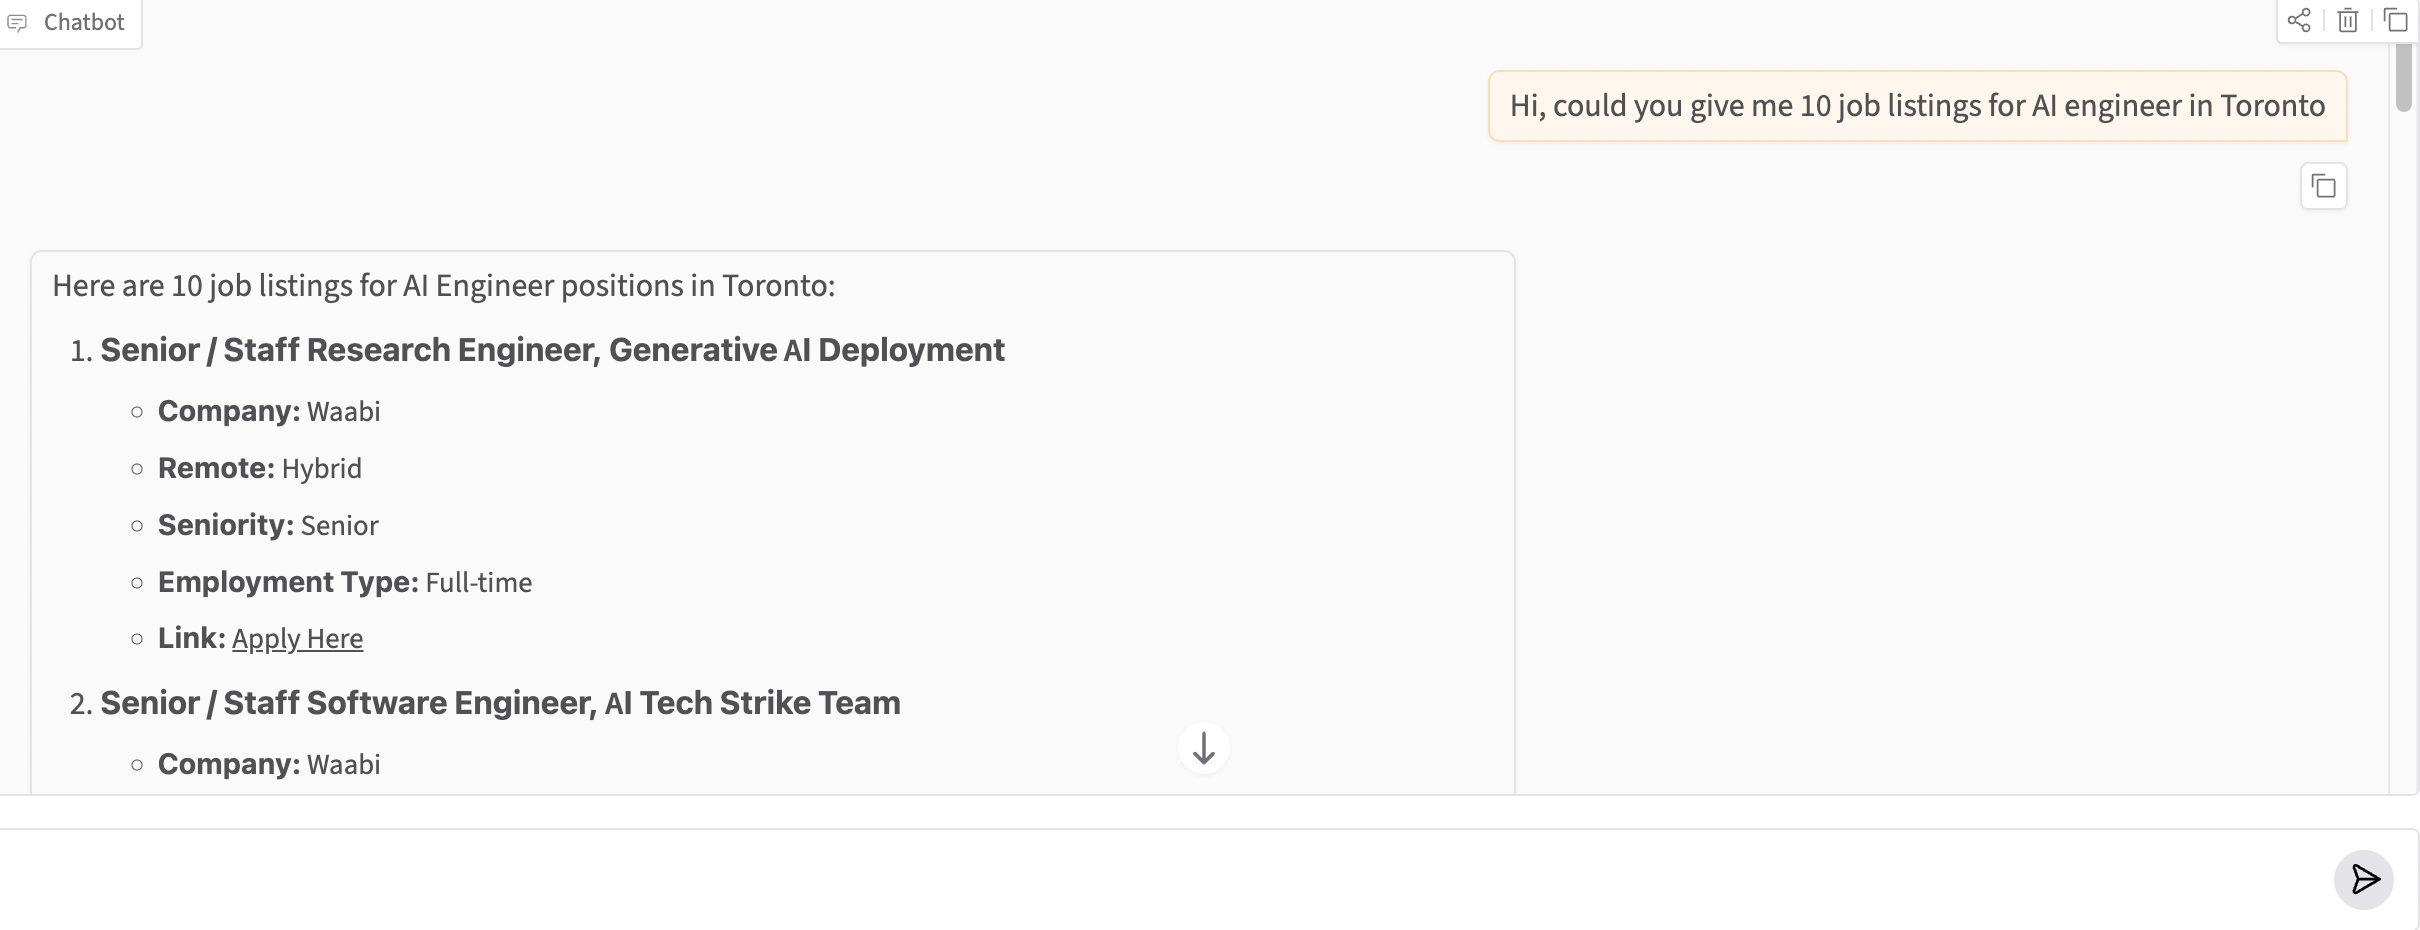 Chatbot
Hi, could you give me 10 job listings for AI engineer in Toronto
Here are 10 job listings for AI Engineer positions in Toronto:
1. Senior / Staff Research Engineer, Generative AI Deployment
Company: Waabi
Remote: Hybrid
Seniority: Senior
Employment Type: Full-time
Link: Apply Here
2. Senior / Staff Software Engineer, AI Tech Strike Team
Company: Waabi